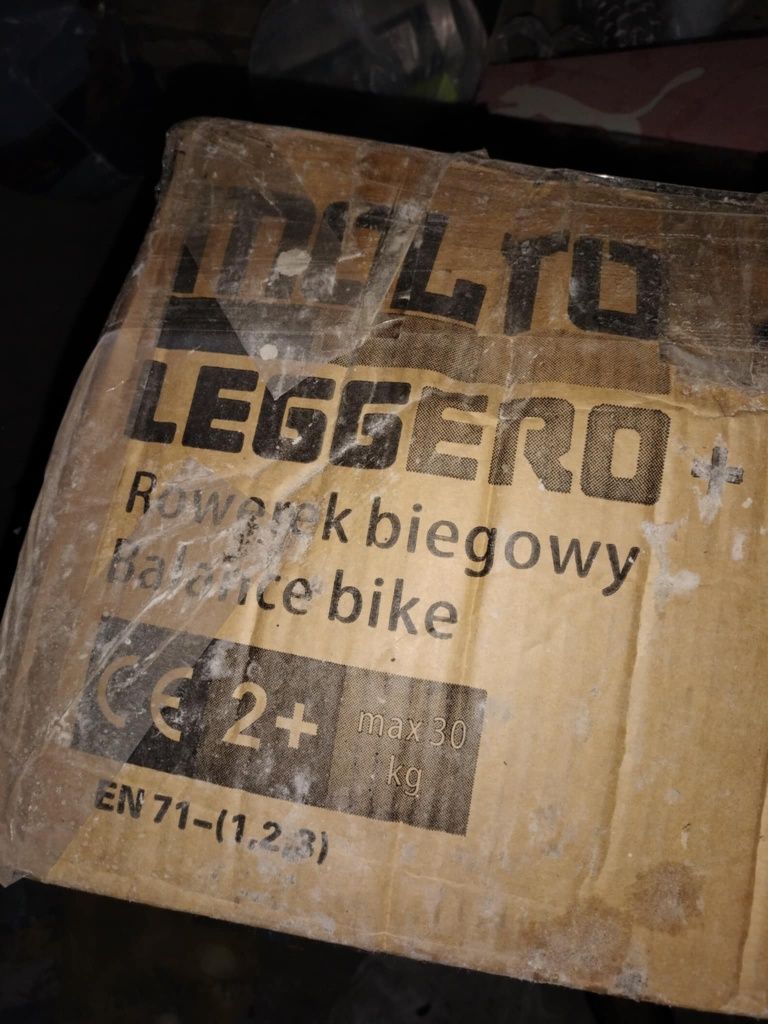 MOLTO
LEGGERO +
Rowerek biegowy
Balance bike
CE 2+ max 30
kg
EN 71-(1,2,3)